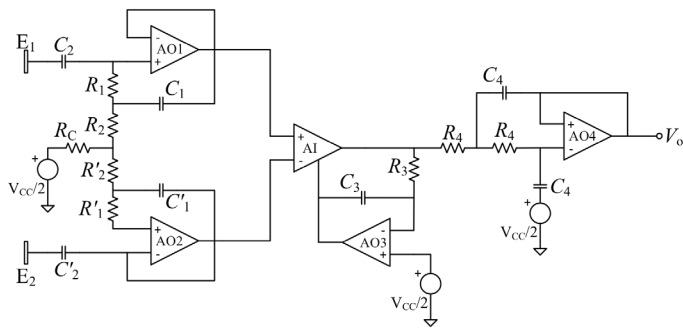 E1
C2
-
+
AO1
R1
C1
R2
RC
+
VCC/2
R'2
C'1
R'1
+
-
AO2
E2
C'2
+
-
AI
R3
C3
-
+
AO3
+
VCC/2
R4
C4
R4
+
-
AO4
Vo
C4
+
VCC/2